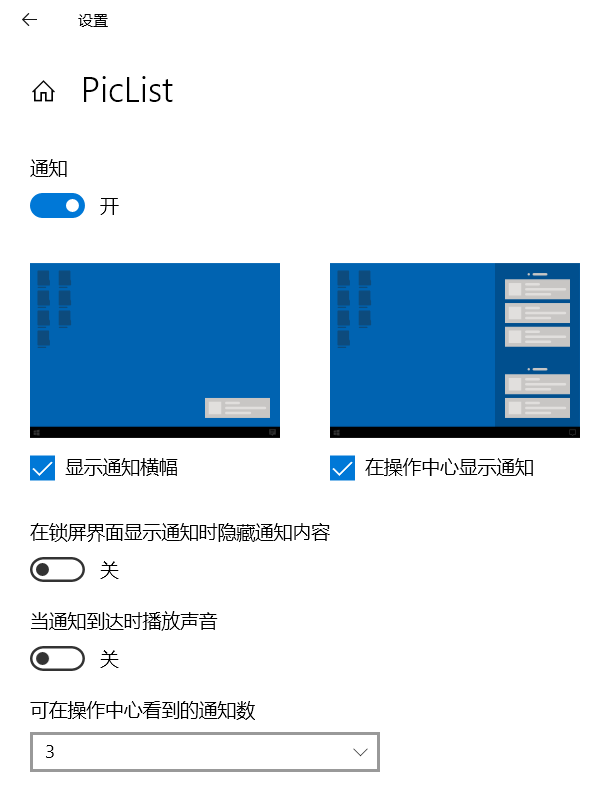 设置
PicList
通知
开
显示通知横幅
在操作中心显示通知
在锁屏界面显示通知时隐藏通知内容
关
当通知到达时播放声音
关
可在操作中心看到的通知数
3